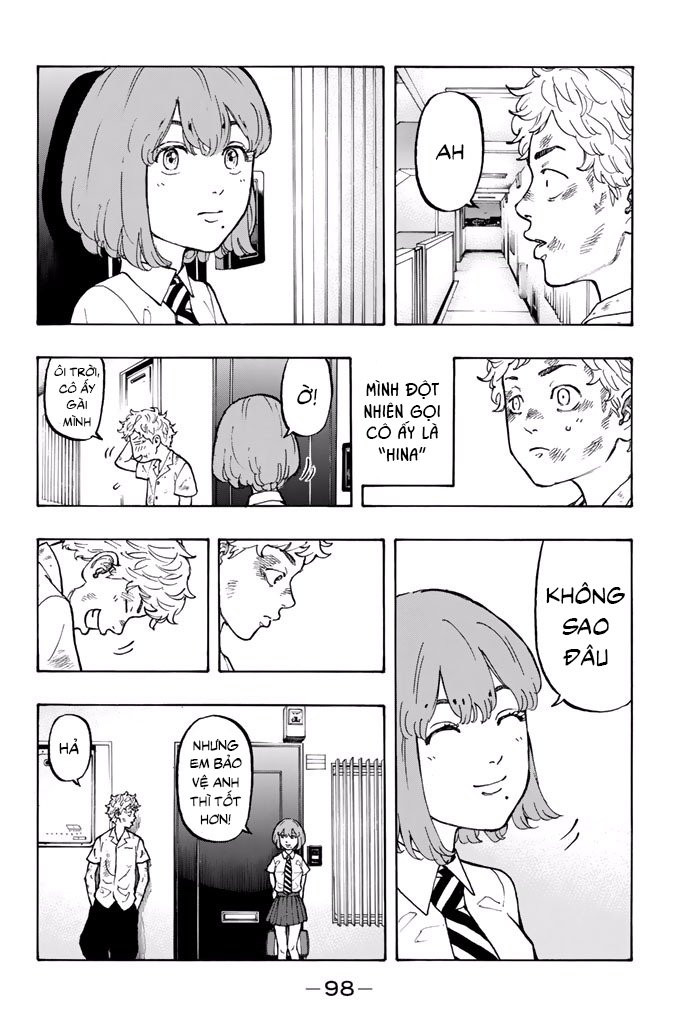 AH
MÌNH ĐỘT
NHIÊN GỌI
CÔ ẤY LÀ
"HINA"
Ờ!
ÔI TRỜI,
CÔ ẤY
GÀI
MÌNH
KHÔNG
SAO
ĐÂU
NHƯNG
EM BẢO
VỆ ANH
THÌ TỐT
HƠN!
HẢ
-98-